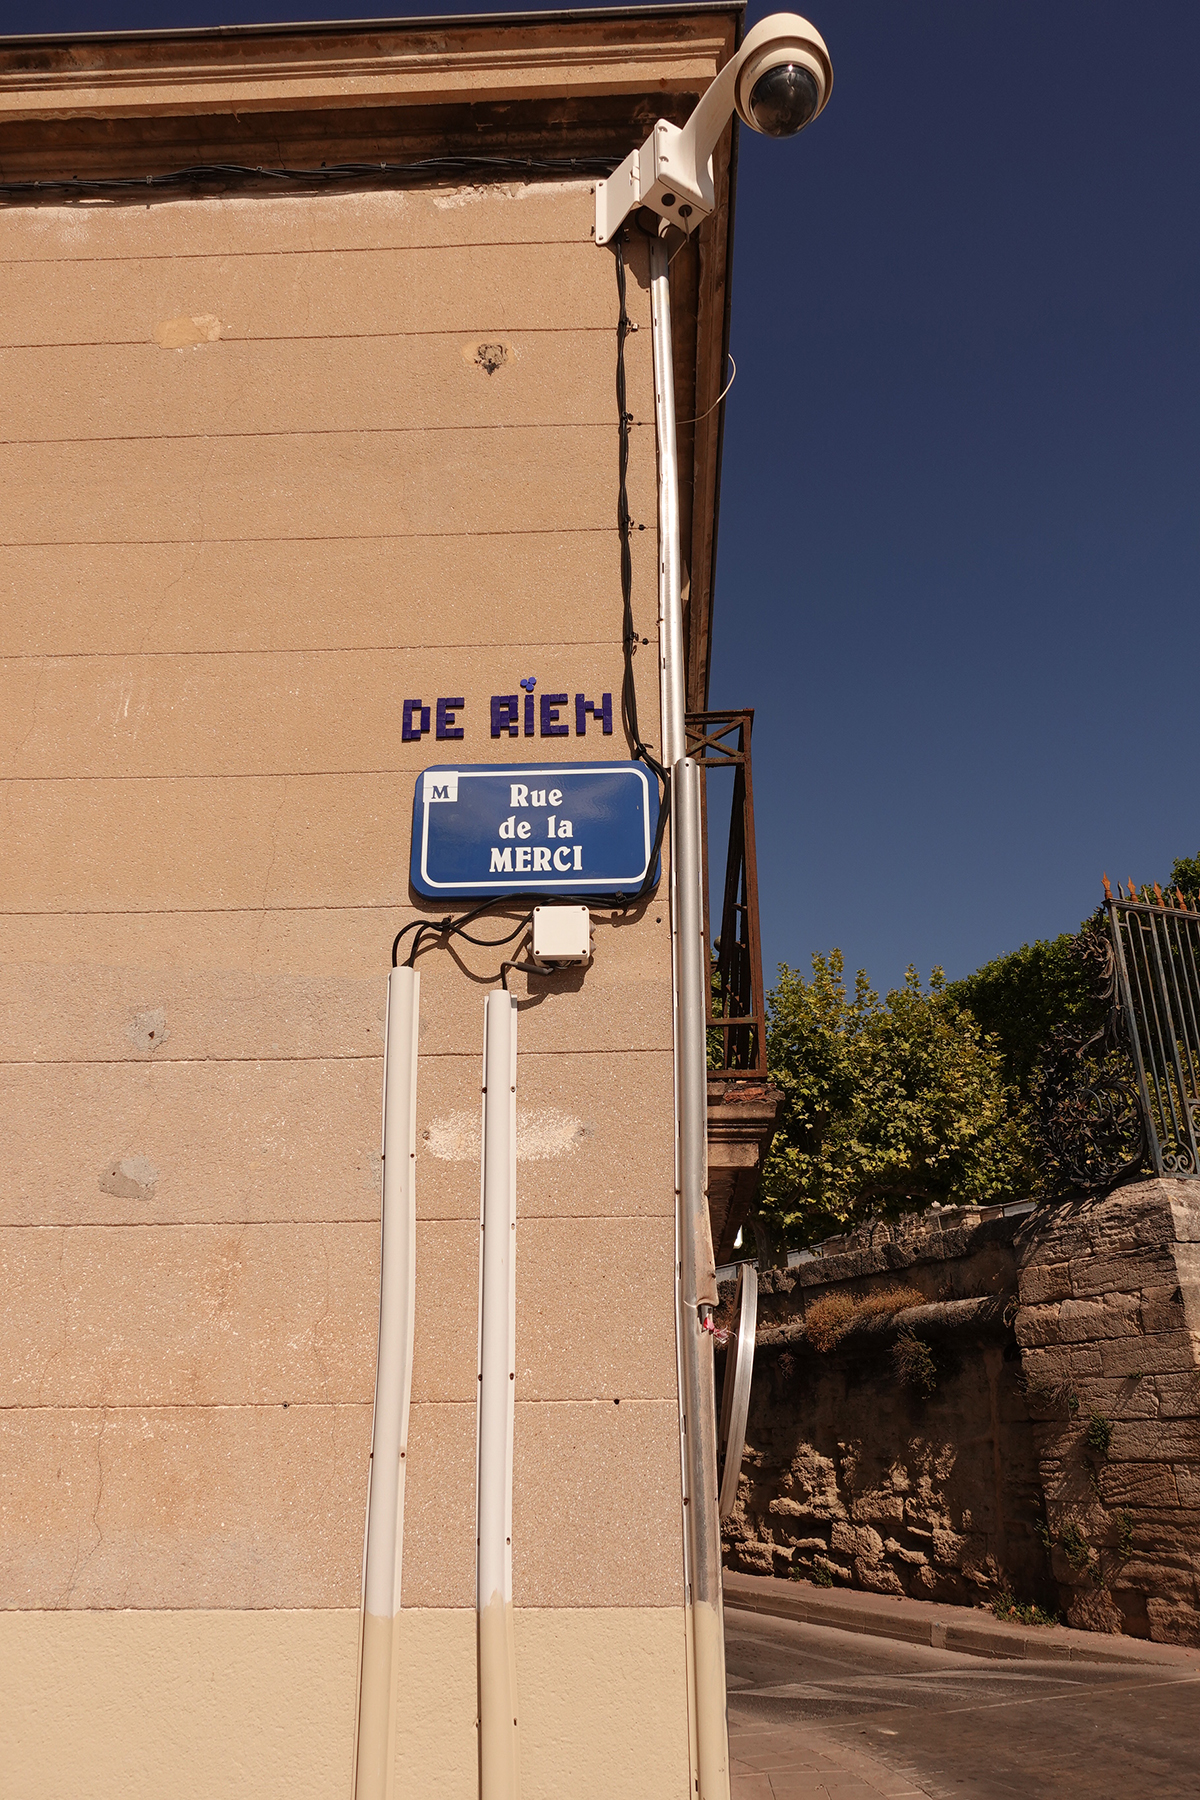 DE RIEN
M
Rue
de la
MERCI